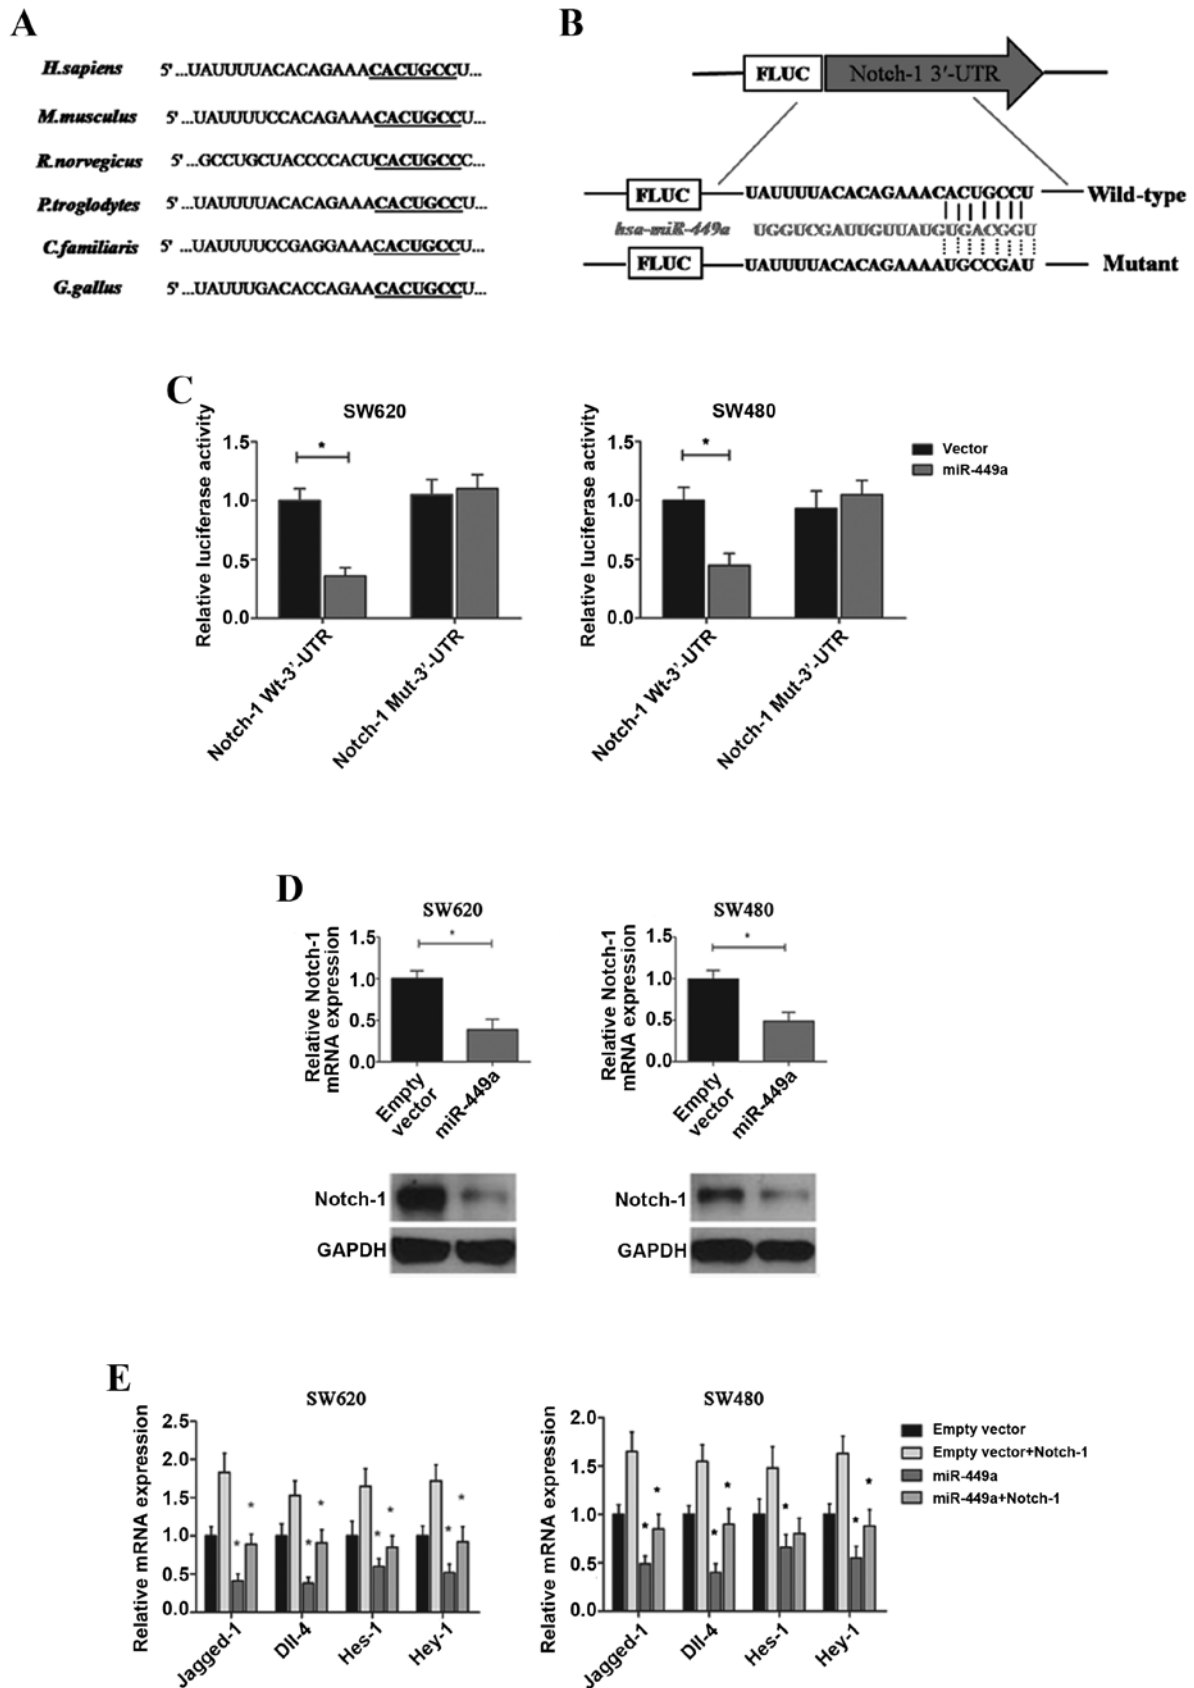 A
H.sapiens 5' ...UAUUUUACACAGAAACACUGCCU...
M.musculus 5' ...UAUUUUCCACAGAAACACUGCCU...
R.norvegicus 5' ...GCCUGCUACCCCACUCACUGCCC...
P.troglodytes 5' ...UAUUUUACACAGAAACACUGCCU...
C.familiaris 5' ...UAUUUUCCGAGGAAACACUGCCU...
G.gallus 5' ...UAUUUGACACCAGAACACUGCCU...
B
FLUC Notch-1 3'-UTR
FLUC UAUUUUACACAGAAACACUGCCU Wild-type
hsa-miR-449a UGGUCGAUUGUUAUGUGACGGU
FLUC UAUUUUACACAGAAAAUGCCGAU Mutant
C
SW620
Relative luciferase activity
1.5
1.0
0.5
0.0
*
Notch-1 Wt-3'-UTR
Notch-1 Mut-3'-UTR
SW480
Relative luciferase activity
1.5
1.0
0.5
0.0
*
Notch-1 Wt-3'-UTR
Notch-1 Mut-3'-UTR
Vector
miR-449a
D
SW620
Relative Notch-1
mRNA expression
1.5
1.0
0.5
0.0
*
Empty
vector
miR-449a
Notch-1
GAPDH
SW480
Relative Notch-1
mRNA expression
1.5
1.0
0.5
0.0
*
Empty
vector
miR-449a
Notch-1
GAPDH
E
SW620
Relative mRNA expression
2.5
2.0
1.5
1.0
0.5
0.0
* * * * * * * *
Jagged-1
Dll-4
Hes-1
Hey-1
SW480
Relative mRNA expression
2.0
1.5
1.0
0.5
0.0
* * * * * * *
Jagged-1
Dll-4
Hes-1
Hey-1
Empty vector
Empty vector+Notch-1
miR-449a
miR-449a+Notch-1